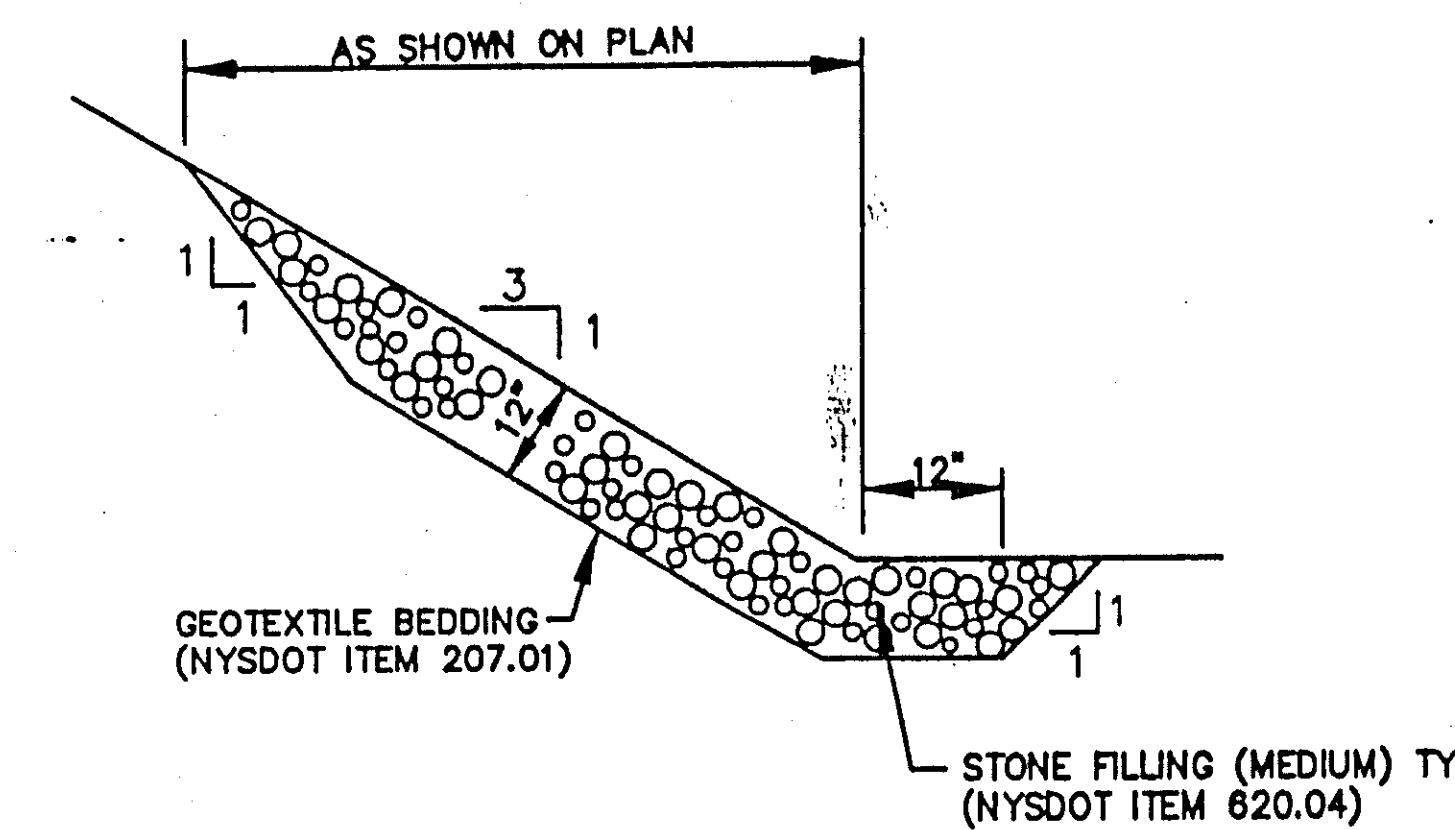 AS SHOWN ON PLAN
1
1
3
1
12"
12"
GEOTEXTILE BEDDING
(NYSDOT ITEM 207.01)
1
1
STONE FILLING (MEDIUM) TY
(NYSDOT ITEM 620.04)